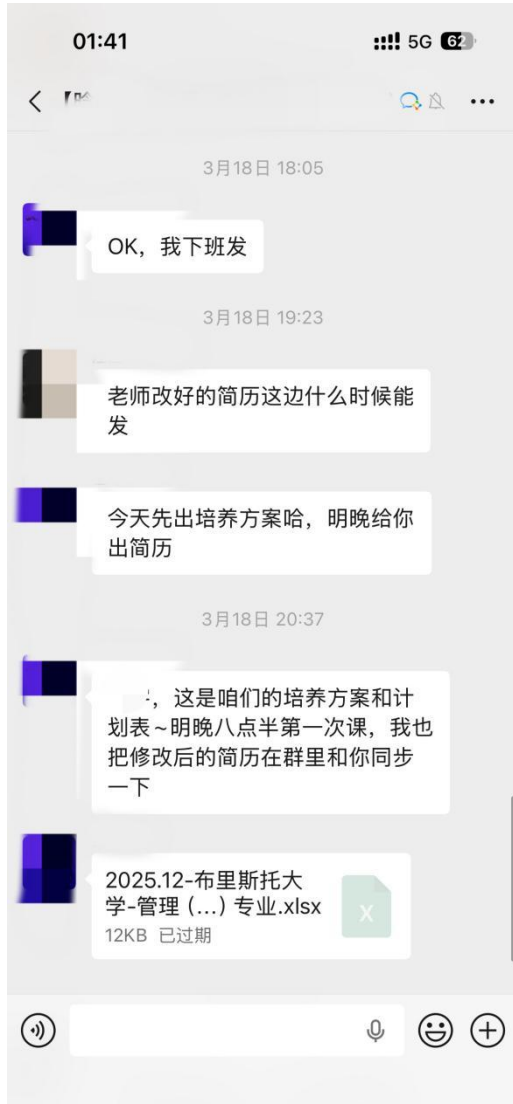 01:41
5G 62
3月18日 18:05
OK，我下班发
3月18日 19:23
老师改好的简历这边什么时候能
发
今天先出培养方案哈，明晚给你
出简历
3月18日 20:37
，这是咱们的培养方案和计
划表~明晚八点半第一次课，我也
把修改后的简历在群里和你同步
一下
2025.12-布里斯托大
学-管理 (...) 专业.xlsx
X
12KB 已过期